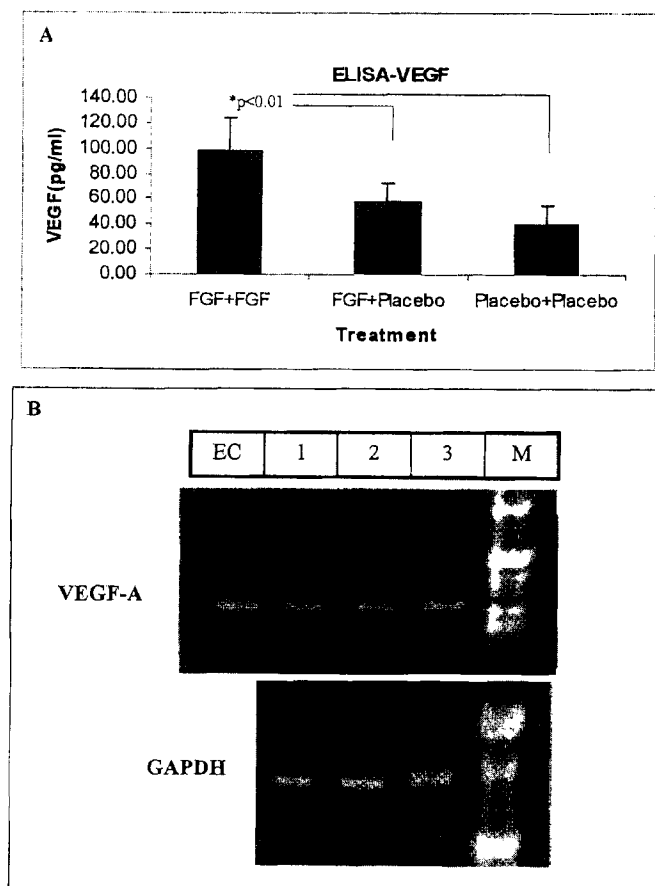 A
ELISA-VEGF
*p<0.01
VEGF(pg/ml)
140.00
120.00
100.00
80.00
60.00
40.00
20.00
0.00
FGF+FGF FGF+Placebo Placebo+Placebo
Treatment
B
EC 1 2 3 M
VEGF-A
GAPDH